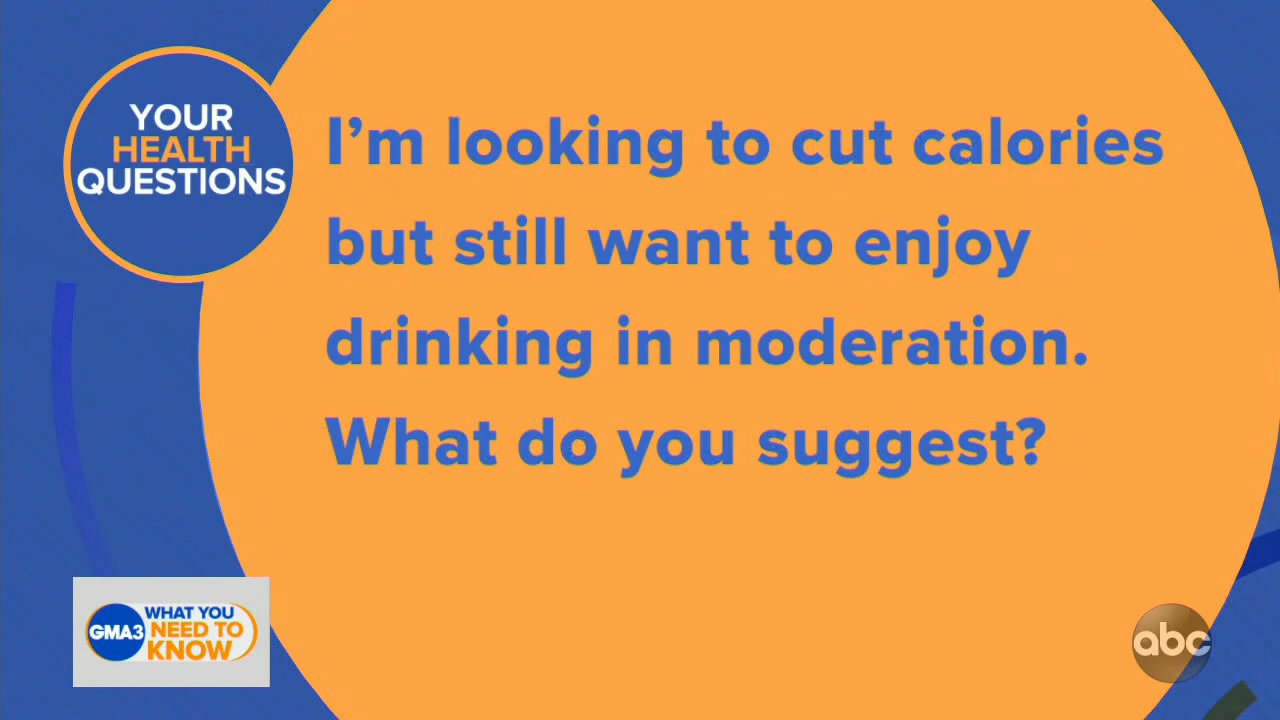 YOUR
HEALTH
QUESTIONS
I’m looking to cut calories
but still want to enjoy
drinking in moderation.
What do you suggest?
GMA3
WHAT YOU
NEED TO
KNOW
abc